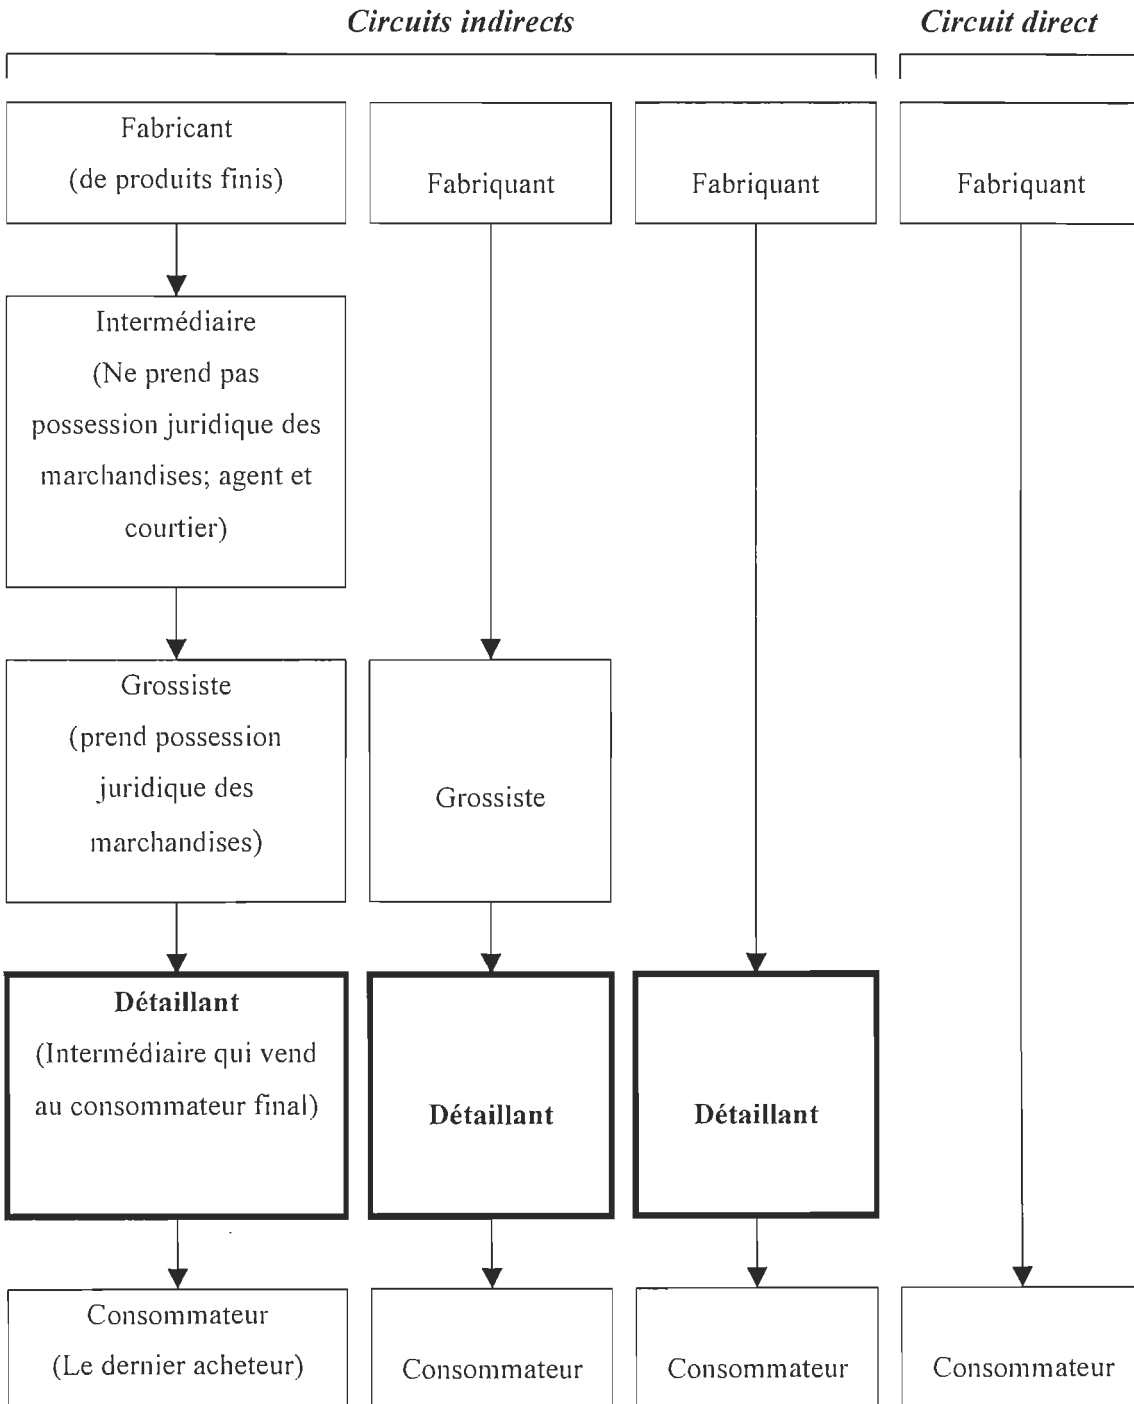 Circuits indirects
Circuit direct
Fabricant
(de produits finis)
Fabriquant
Fabriquant
Fabriquant
Intermédiaire
(Ne prend pas
possession juridique des
marchandises; agent et
courtier)
Grossiste
(prend possession
juridique des
marchandises)
Grossiste
Détaillant
(Intermédiaire qui vend
au consommateur final)
Détaillant
Détaillant
Consommateur
(Le dernier acheteur)
Consommateur
Consommateur
Consommateur